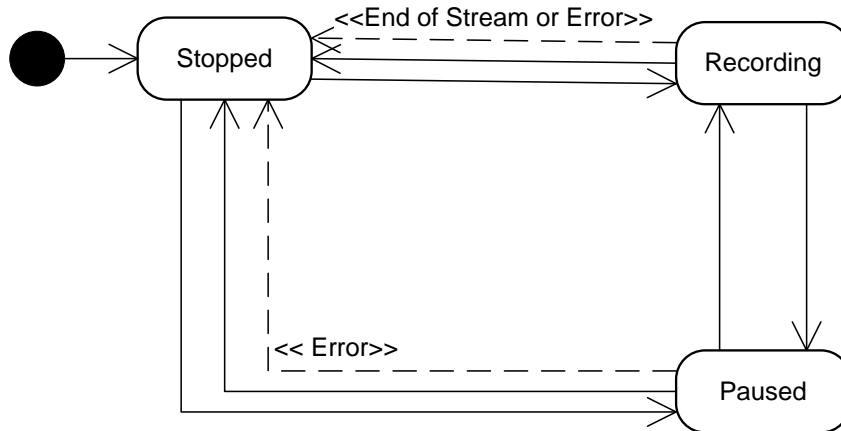 <<End of Stream or Error>>
Stopped
Recording
<< Error>>
Paused